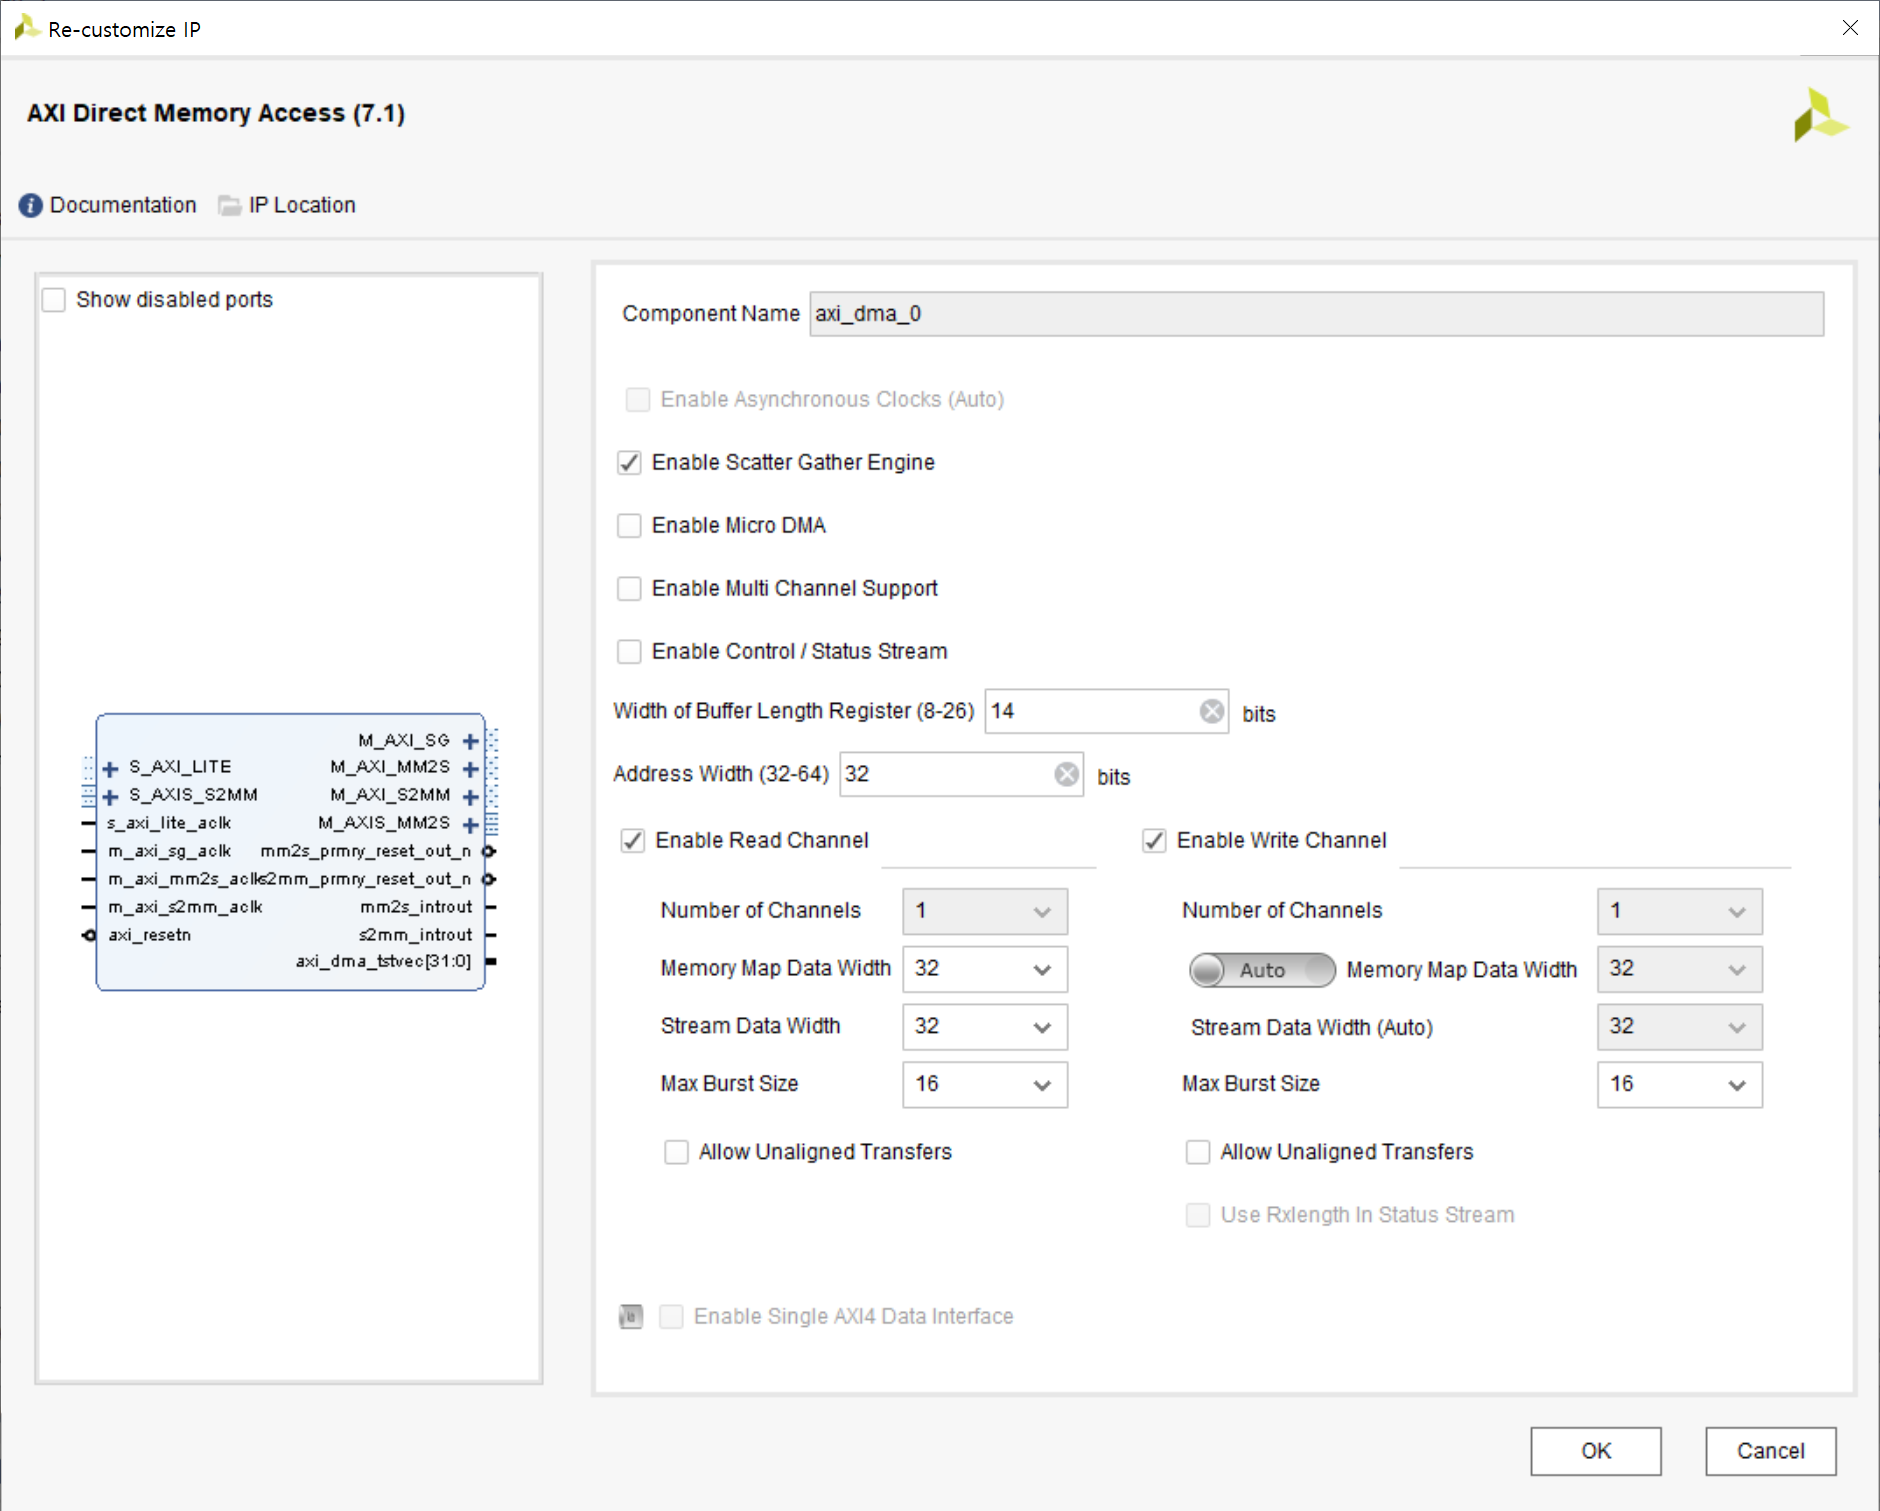 Re-customize IP
AXI Direct Memory Access (7.1)
Documentation IP Location
Show disabled ports
M_AXI_SG
S_AXI_LITE M_AXI_MM2S
S_AXIS_S2MM M_AXI_S2MM
s_axi_lite_aclk M_AXIS_MM2S
m_axi_sg_aclk mm2s_prmry_reset_out_n
m_axi_mm2s_aclk s2mm_prmry_reset_out_n
m_axi_s2mm_aclk mm2s_introut
axi_resetn s2mm_introut
axi_dma_tstvec[31:0]
Component Name axi_dma_0
Enable Asynchronous Clocks (Auto)
Enable Scatter Gather Engine
Enable Micro DMA
Enable Multi Channel Support
Enable Control / Status Stream
Width of Buffer Length Register (8-26) 14 bits
Address Width (32-64) 32 bits
Enable Read Channel Enable Write Channel
Number of Channels 1 Number of Channels 1
Memory Map Data Width 32 Auto Memory Map Data Width 32
Stream Data Width 32 Stream Data Width (Auto) 32
Max Burst Size 16 Max Burst Size 16
Allow Unaligned Transfers Allow Unaligned Transfers
Use Rxlength In Status Stream
Enable Single AXI4 Data Interface
OK Cancel